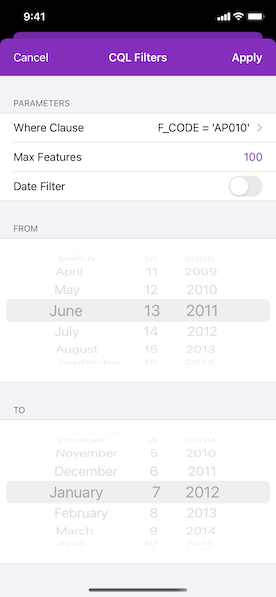 9:41
Cancel CQL Filters Apply
PARAMETERS
Where Clause F_CODE = 'AP010'
Max Features 100
Date Filter
FROM
March 10 2008
April 11 2009
May 12 2010
June 13 2011
July 14 2012
August 15 2013
September 16 2014
TO
October 4 2009
November 5 2010
December 6 2011
January 7 2012
February 8 2013
March 9 2014
April 10 2015